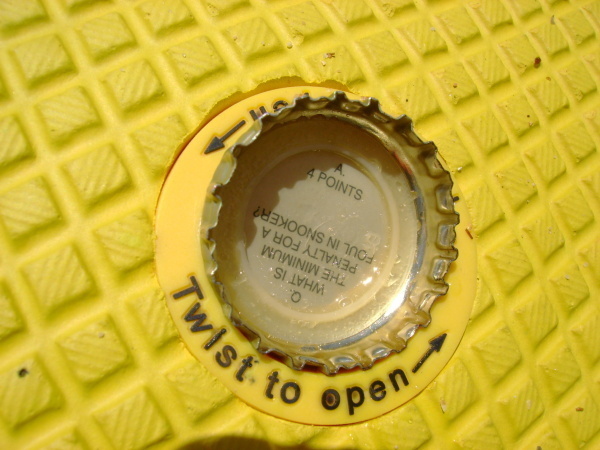 A.
4 POINTS
Q.
WHAT IS
THE MINIMUM
PENALTY FOR A
FOUL IN SNOOKER?
Twist to open